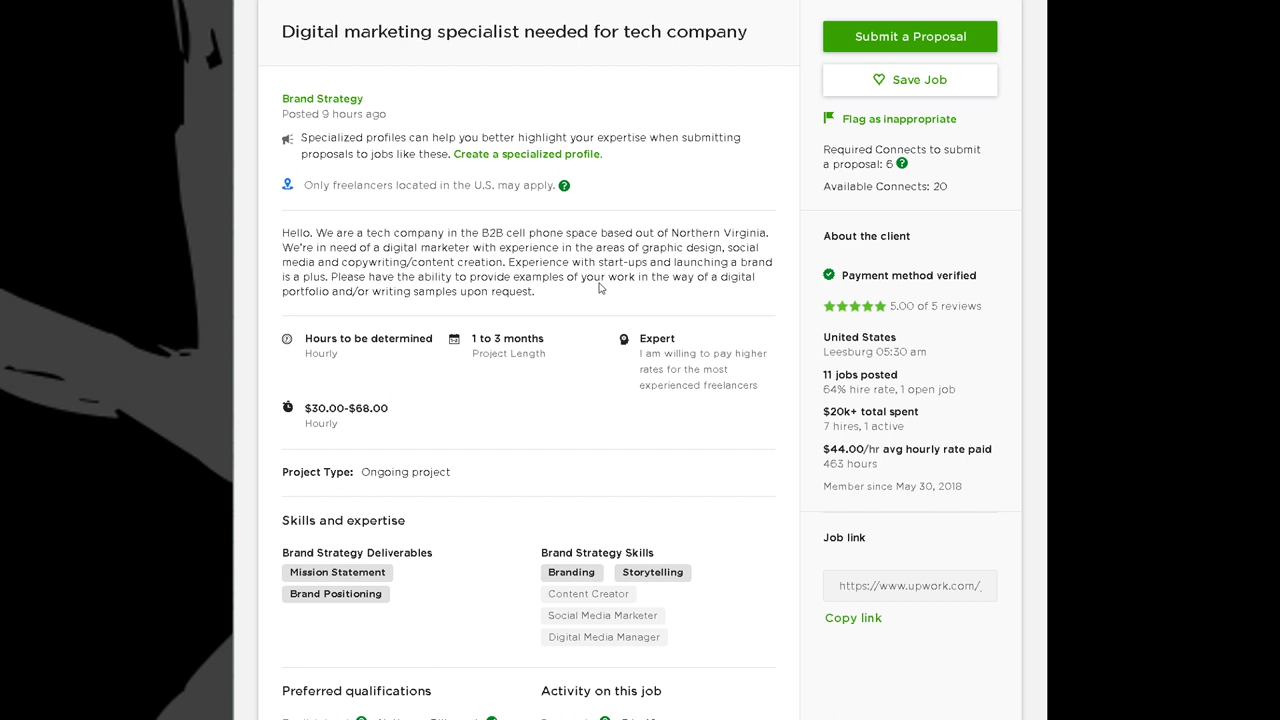 Digital marketing specialist needed for tech company
Brand Strategy
Posted 9 hours ago
Specialized profiles can help you better highlight your expertise when submitting
proposals to jobs like these. Create a specialized profile.
Only freelancers located in the U.S. may apply.
Hello. We are a tech company in the B2B cell phone space based out of Northern Virginia.
We're in need of a digital marketer with experience in the areas of graphic design, social
media and copywriting/content creation. Experience with start-ups and launching a brand
is a plus. Please have the ability to provide examples of your work in the way of a digital
portfolio and/or writing samples upon request.
Hours to be determined
Hourly
1 to 3 months
Project Length
Expert
I am willing to pay higher
rates for the most
experienced freelancers
$30.00-$68.00
Hourly
Project Type: Ongoing project
Skills and expertise
Brand Strategy Deliverables
Mission Statement
Brand Positioning
Brand Strategy Skills
Branding Storytelling
Content Creator
Social Media Marketer
Digital Media Manager
Preferred qualifications
Activity on this job
Submit a Proposal
Save Job
Flag as inappropriate
Required Connects to submit
a proposal: 6
Available Connects: 20
About the client
Payment method verified
5.00 of 5 reviews
United States
Leesburg 05:30 am
11 jobs posted
64% hire rate, 1 open job
$20k+ total spent
7 hires, 1 active
$44.00/hr avg hourly rate paid
463 hours
Member since May 30, 2018
Job link
https://www.upwork.com/
Copy link